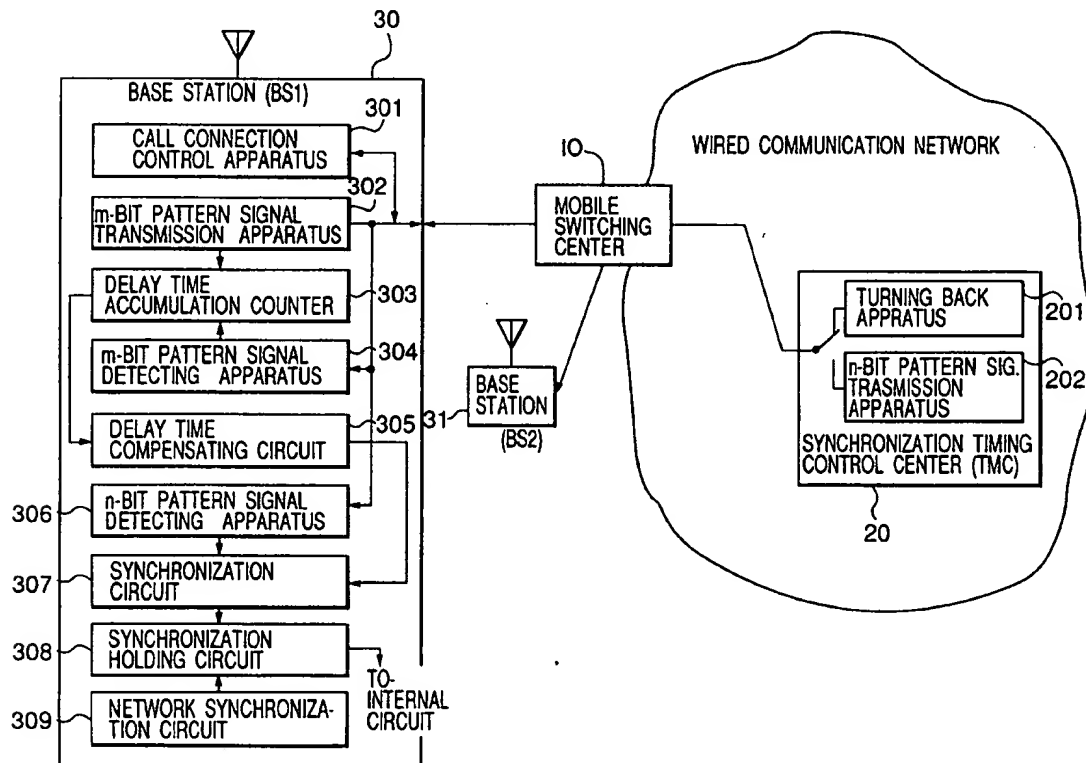 30
BASE STATION (BS1)
301
CALL CONNECTION
CONTROL APPARATUS
302
m-BIT PATTERN SIGNAL
TRANSMISSION APPARATUS
DELAY TIME
ACCUMULATION COUNTER
303
m-BIT PATTERN SIGNAL
DETECTING APPARATUS
304
DELAY TIME
COMPENSATING CIRCUIT
305
306
n-BIT PATTERN SIGNAL
DETECTING APPARATUS
307
SYNCHRONIZATION
CIRCUIT
308
SYNCHRONIZATION
HOLDING CIRCUIT
TO-
INTERNAL
CIRCUIT
309
NETWORK SYNCHRONIZA-
TION CIRCUIT
10
MOBILE
SWITCHING
CENTER
31
BASE
STATION
(BS2)
WIRED COMMUNICATION NETWORK
TURNING BACK
APPRATUS
201
n-BIT PATTERN SIG.
TRASMISSION
APPARATUS
202
SYNCHRONIZATION TIMING
CONTROL CENTER (TMC)
20